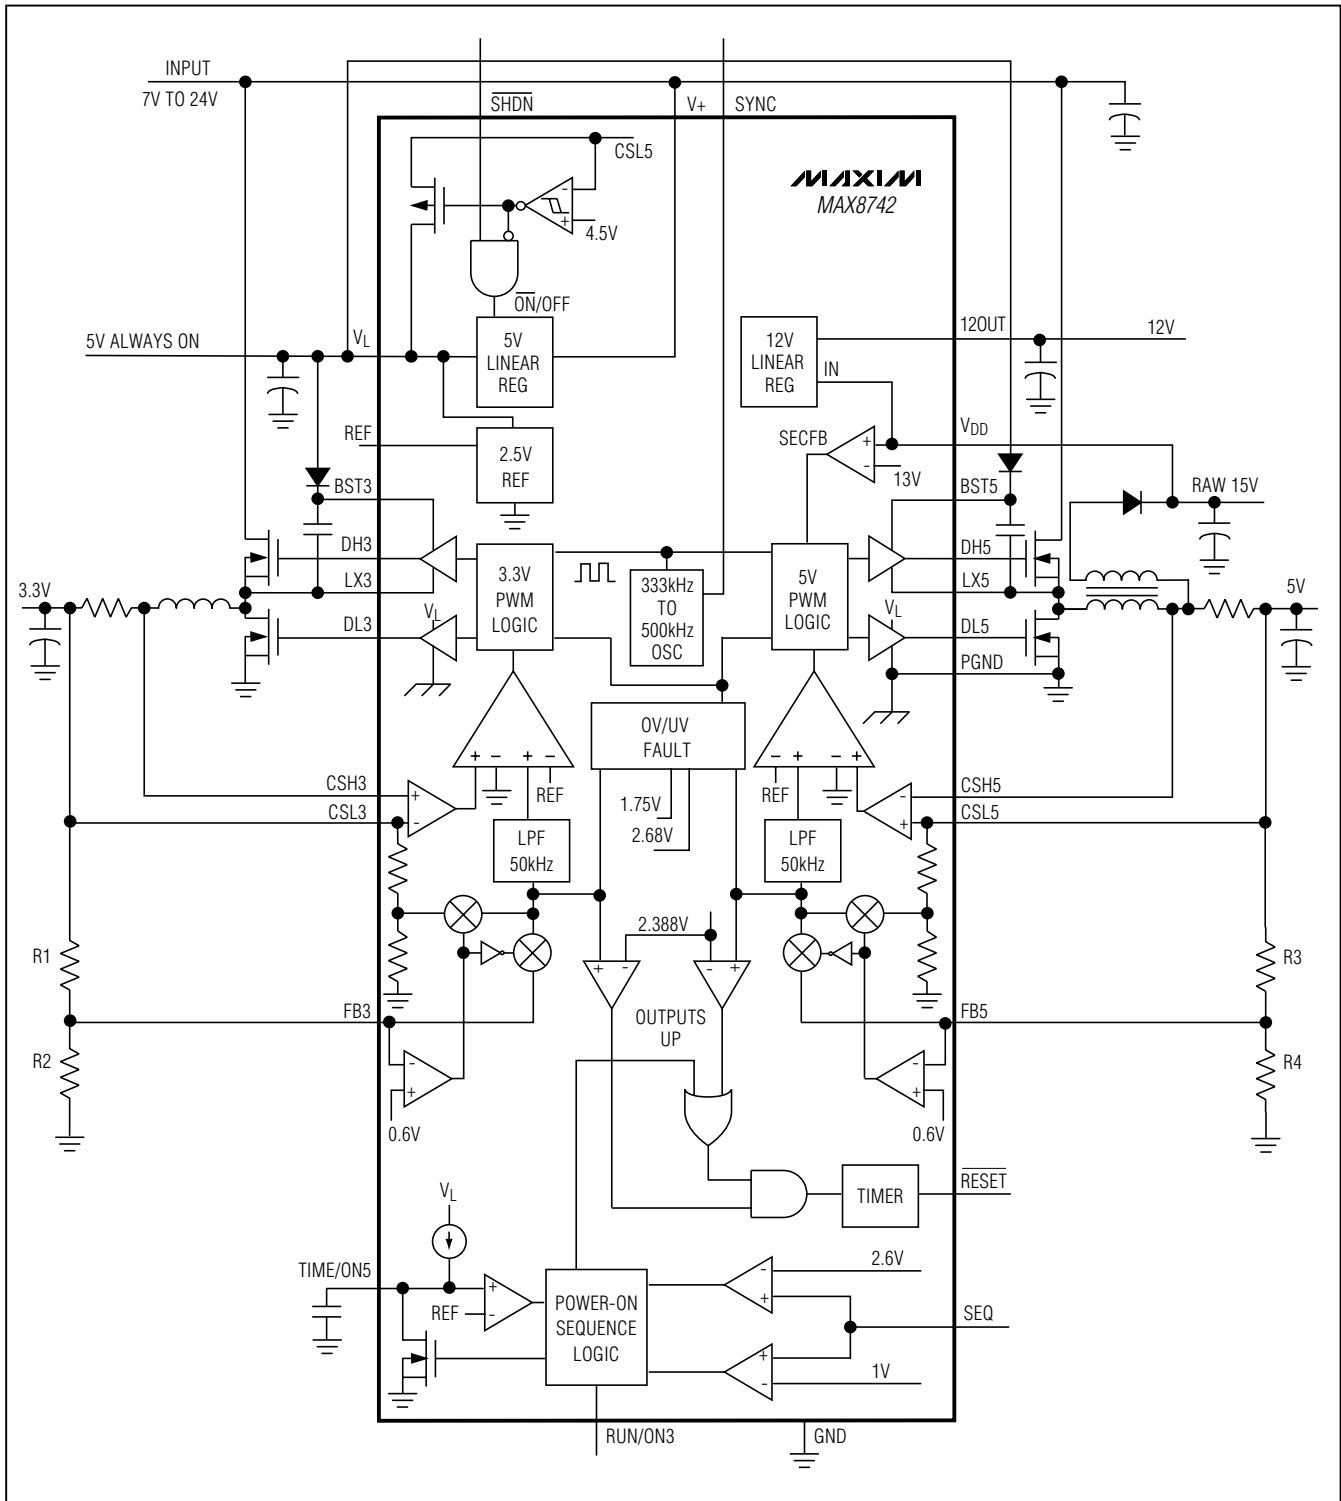 INPUT
7V TO 24V
SHDN
V+
SYNC
CSL5
MAXIM
MAX8742
-
+
4.5V
ON/OFF
5V ALWAYS ON
VL
5V
LINEAR
REG
12V
LINEAR
REG
12OUT
12V
IN
REF
2.5V
REF
SECFB
+
-
13V
VDD
BST3
BST5
RAW 15V
DH3
3.3V
PWM
LOGIC
333kHz
TO
500kHz
OSC
5V
PWM
LOGIC
DH5
3.3V
LX3
LX5
5V
VL
VL
DL3
DL5
PGND
OV/UV
FAULT
+ - + -
- + - +
REF
REF
CSH3
+
-
CSL3
1.75V
2.68V
CSH5
-
+
CSL5
LPF
50kHz
LPF
50kHz
2.388V
R1
R3
+ -
- +
FB3
OUTPUTS
UP
FB5
R2
-
+
-
+
R4
0.6V
0.6V
VL
TIMER
RESET
TIME/ON5
+
-
REF
POWER-ON
SEQUENCE
LOGIC
-
+
2.6V
SEQ
+
-
1V
RUN/ON3
GND